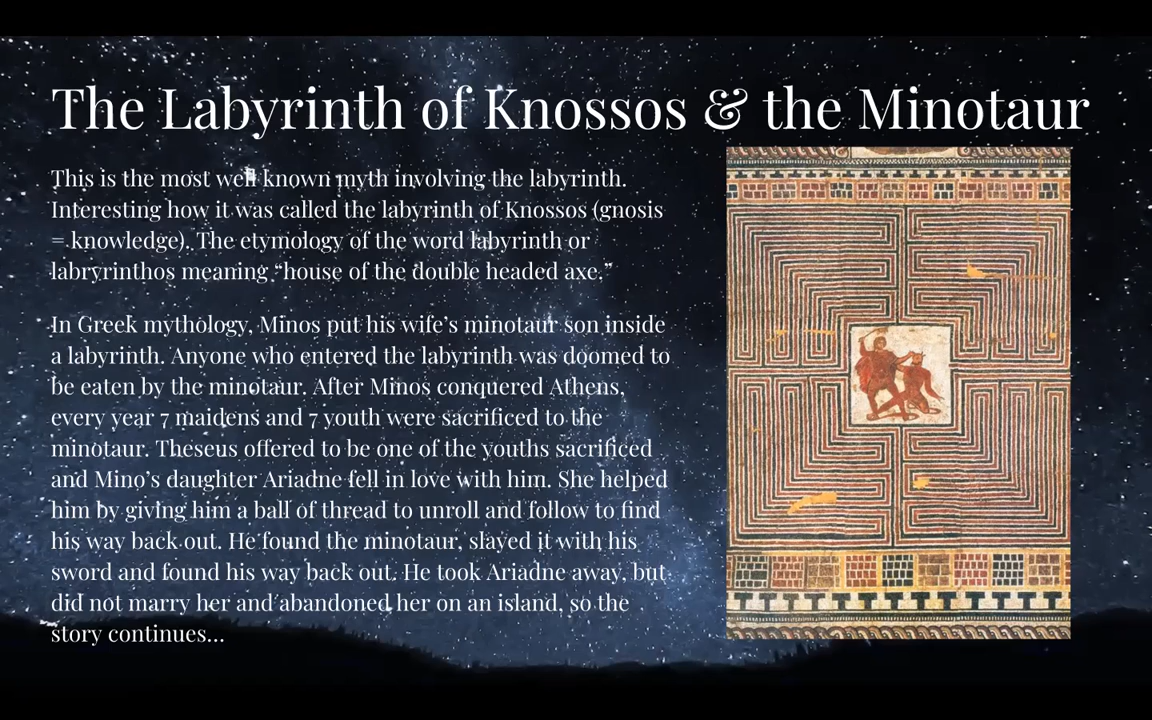 The Labyrinth of Knossos & the Minotaur
This is the most well known myth involving the labyrinth.
Interesting how it was called the labyrinth of Knossos (gnosis
= knowledge). The etymology of the word labyrinth or
labryrinthos meaning “house of the double headed axe.”
In Greek mythology, Minos put his wife’s minotaur son inside
a labyrinth. Anyone who entered the labyrinth was doomed to
be eaten by the minotaur. After Minos conquered Athens,
every year 7 maidens and 7 youth were sacrificed to the
minotaur. Theseus offered to be one of the youths sacrificed
and Mino’s daughter Ariadne fell in love with him. She helped
him by giving him a ball of thread to unroll and follow to find
his way back out. He found the minotaur, slayed it with his
sword and found his way back out. He took Ariadne away, but
did not marry her and abandoned her on an island, so the
story continues...